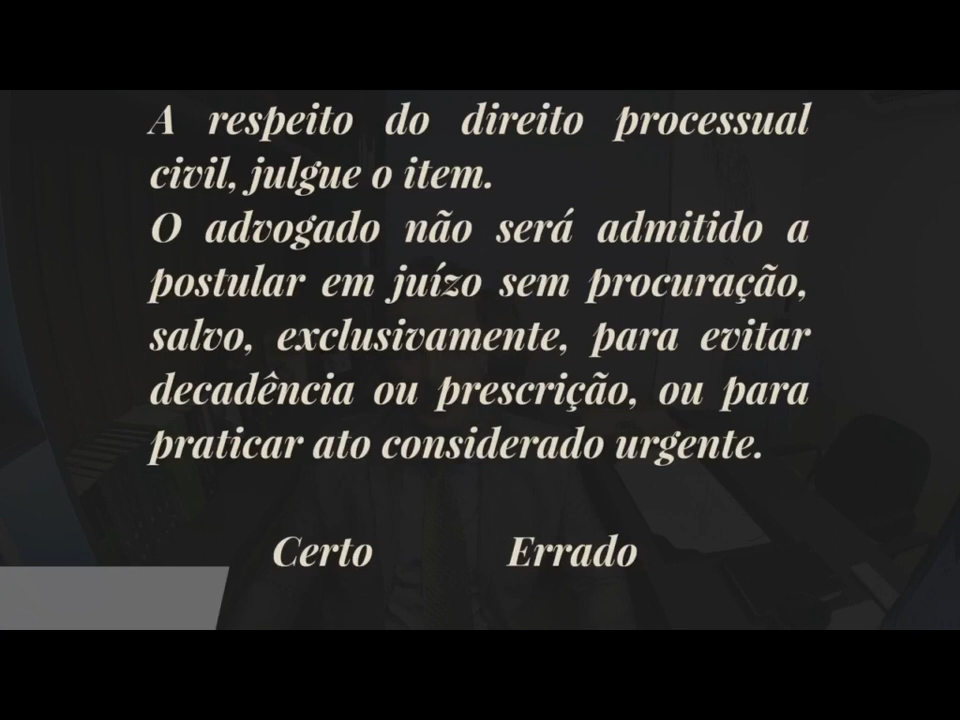 A respeito do direito processual
civil, julgue o item.
O advogado não será admitido a
postular em juízo sem procuração,
salvo, exclusivamente, para evitar
decadência ou prescrição, ou para
praticar ato considerado urgente.
Certo Errado